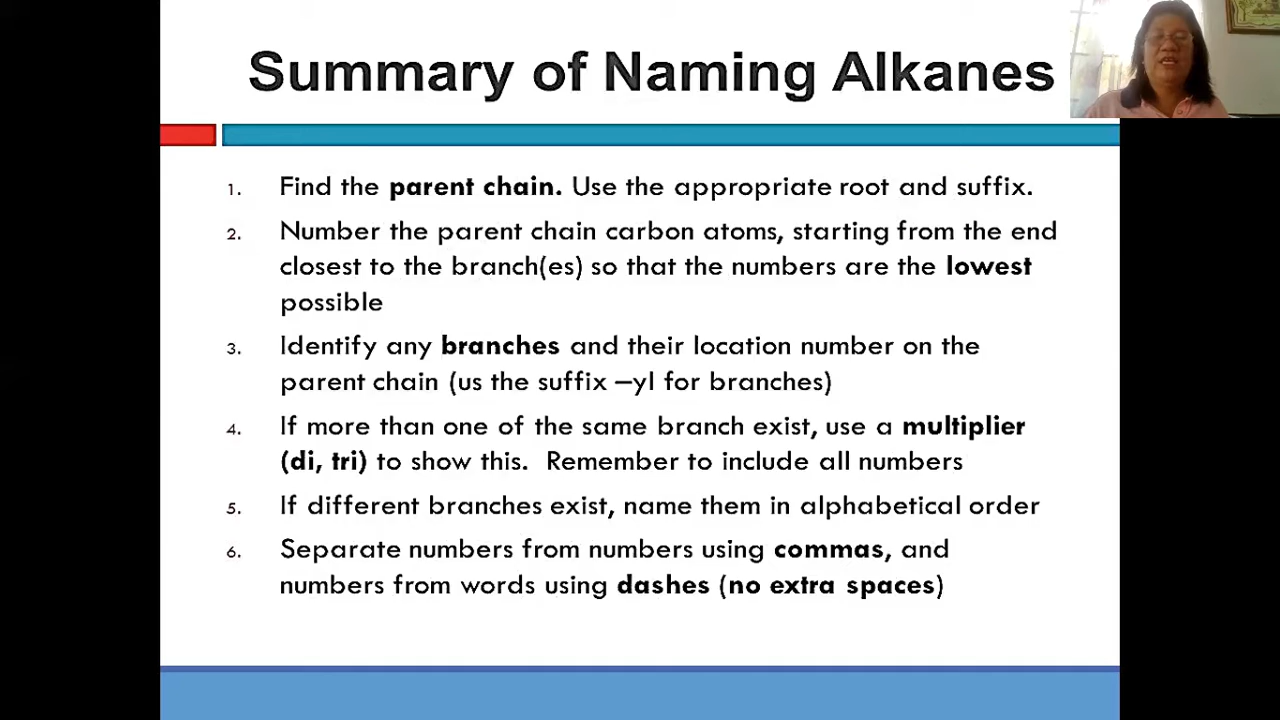 Summary of Naming Alkanes
1. Find the parent chain. Use the appropriate root and suffix.
2. Number the parent chain carbon atoms, starting from the end
closest to the branch(es) so that the numbers are the lowest
possible
3. Identify any branches and their location number on the
parent chain (us the suffix –yl for branches)
4. If more than one of the same branch exist, use a multiplier
(di, tri) to show this.  Remember to include all numbers
5. If different branches exist, name them in alphabetical order
6. Separate numbers from numbers using commas, and
numbers from words using dashes (no extra spaces)